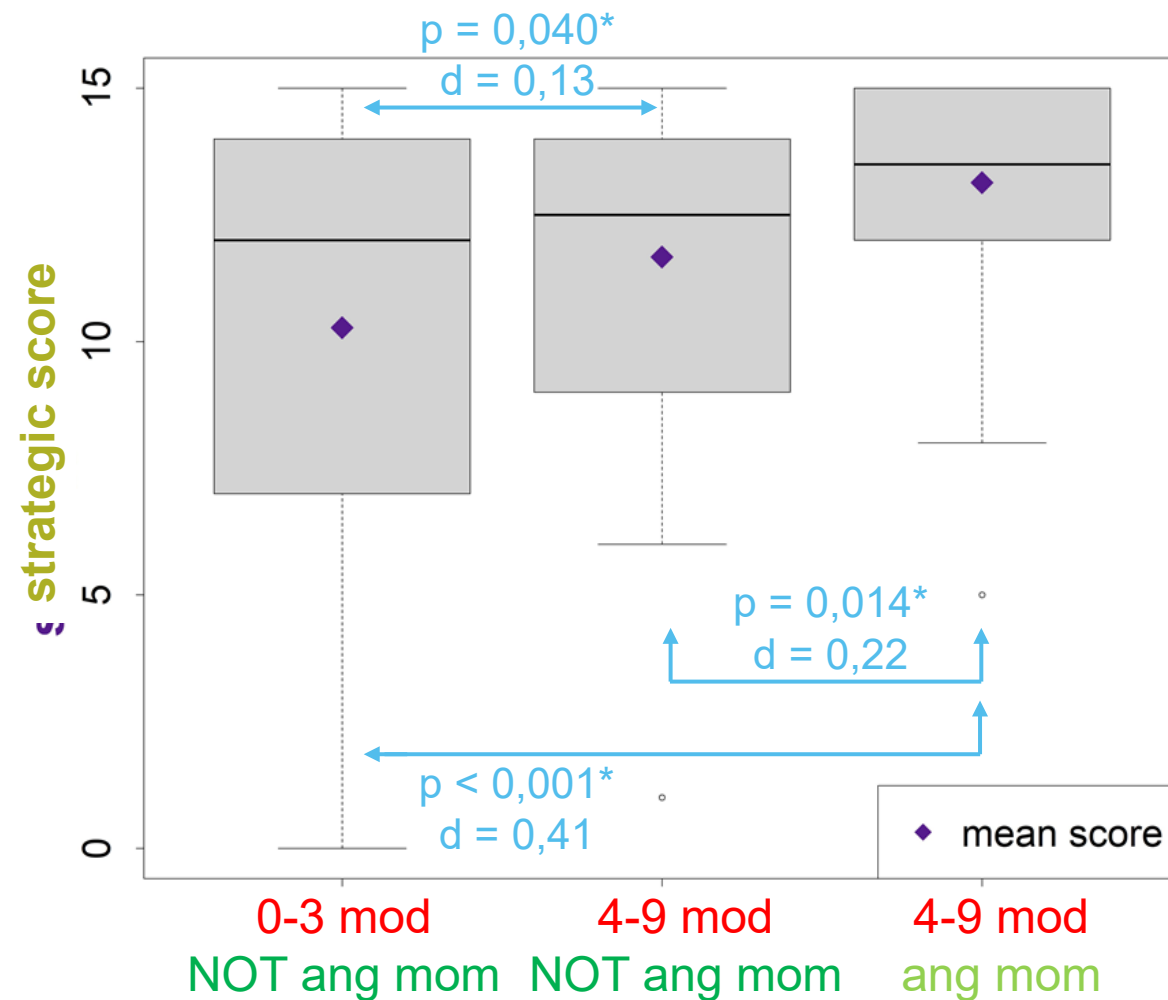 p = 0,040*
d = 0,13
15
10
5
0
strategic score
p = 0,014*
d = 0,22
p < 0,001*
d = 0,41
mean score
0-3 mod
4-9 mod
4-9 mod
NOT ang mom
NOT ang mom
ang mom